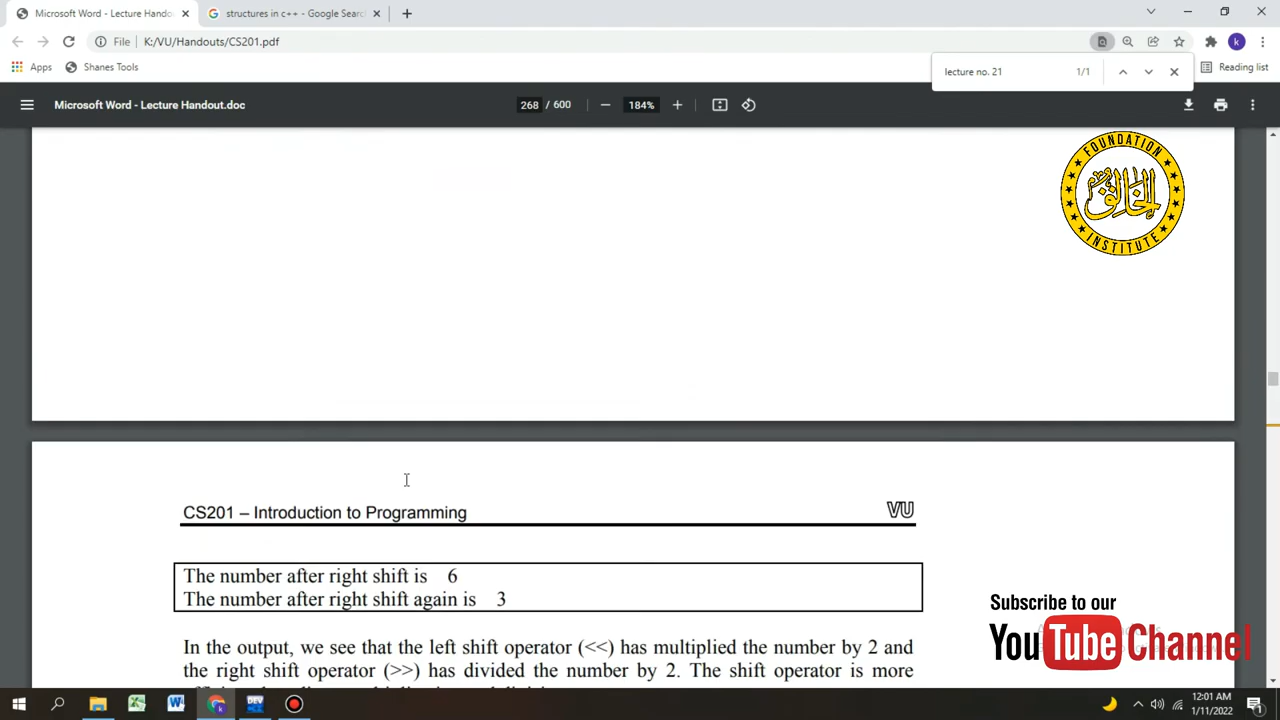 Microsoft Word - Lecture Handou
structures in c++ - Google Searc
File K:/VU/Handouts/CS201.pdf
Apps
Shanes Tools
lecture no. 21 1/1
Reading list
Microsoft Word - Lecture Handout.doc
268 / 600
184%
FOUNDATION
الخالق
INSTITUTE
CS201 – Introduction to Programming
VU
The number after right shift is 6
The number after right shift again is 3
In the output, we see that the left shift operator (<<) has multiplied the number by 2 and
the right shift operator (>>) has divided the number by 2. The shift operator is more
Subscribe to our
YouTube Channel
DEV
12:01 AM
1/11/2022